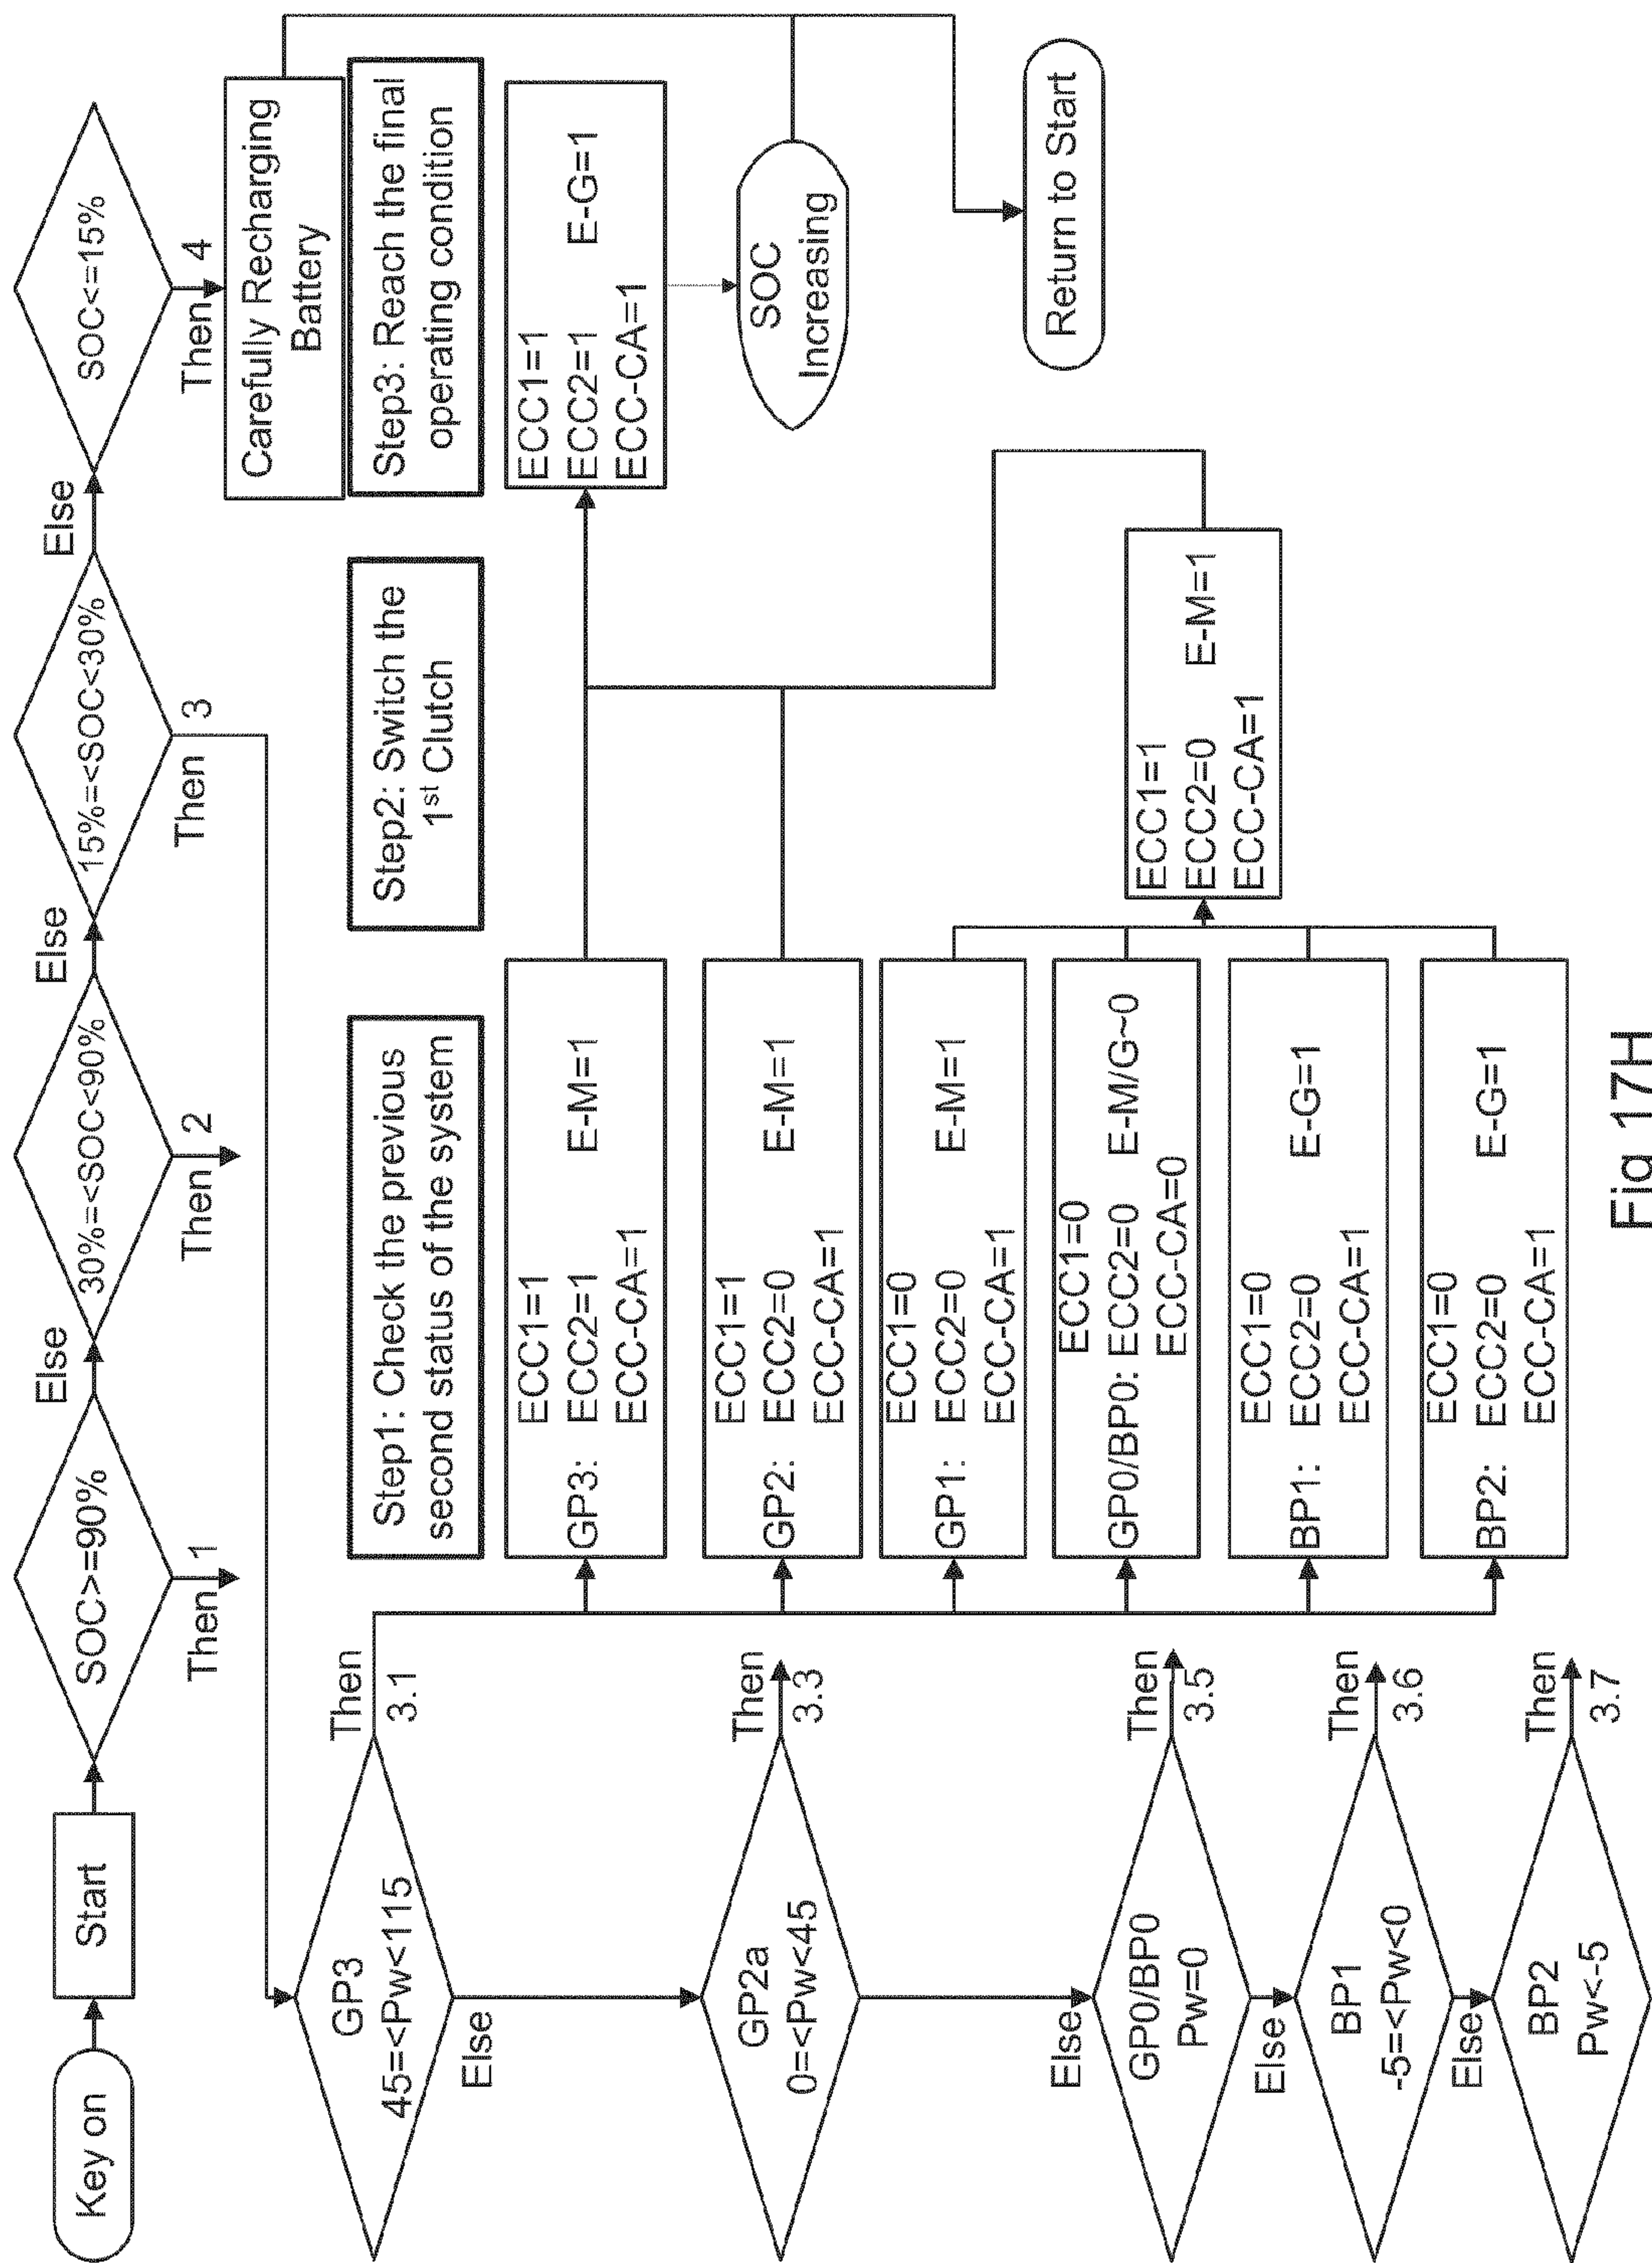 Key on
Start
SOC>=90%
Else
Then 1
30%=<SOC<90%
Else
Then 2
15%=<SOC<30%
Else
Then 3
SOC<=15%
Then 4
Carefully Recharging
Battery
GP3
45=<Pw<115
Then
3.1
Else
GP2a
0=<Pw<45
Then
3.3
Else
GP0/BP0
Pw=0
Then
3.5
Else
BP1
-5=<Pw<0
Then
3.6
Else
BP2
Pw<-5
Then
3.7
Step1: Check the previous
second status of the system
Step2: Switch the
1st Clutch
Step3: Reach the final
operating condition
ECC1=1
GP3: ECC2=1 E-M=1
ECC-CA=1
ECC1=1
GP2: ECC2=0 E-M=1
ECC-CA=1
ECC1=0
GP1: ECC2=0 E-M=1
ECC-CA=1
ECC1=0
GP0/BP0: ECC2=0 E-M/G~0
ECC-CA=0
ECC1=0
BP1: ECC2=0 E-G=1
ECC-CA=1
ECC1=0
BP2: ECC2=0 E-G=1
ECC-CA=1
ECC1=1
ECC2=0 E-M=1
ECC-CA=1
ECC1=1
ECC2=1 E-G=1
ECC-CA=1
SOC
Increasing
Return to Start
Fig 17H